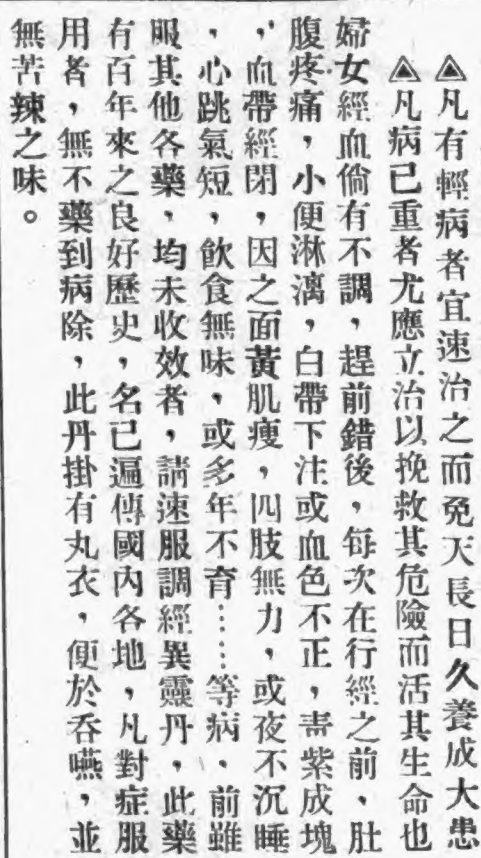 ◬凡有輕病者宜速治之而免天長日久養成大患
◬凡病已重者尤應立治以挽救其危險而活其生命也
婦女經血倘有不調，趕前錯後，每次在行經之前、肚
腹疼痛，小便淋漓，白帶下注或血色不正，靑紫成塊
，血帶經閉，因之面黃肌瘦，四肢無力，或夜不沉睡
，心跳氣短，飲食無味，或多年不育……等病，前雖
服其他各藥，均未收效者，請速服調經異靈丹，此藥
有百年來之良好歷史，名已遍傳國內各地，凡對症服
用者，無不藥到病除，此丹掛有丸衣，便於吞嚥，並
無苦辣之味。